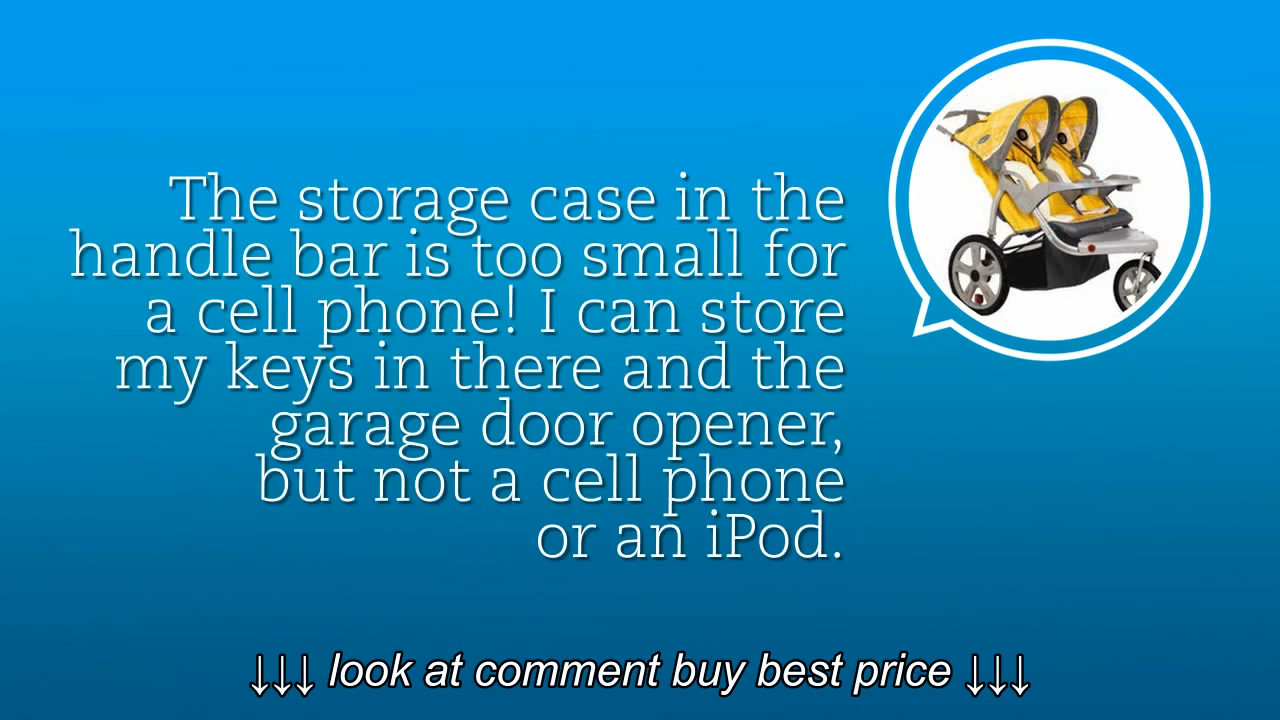 The storage case in the
handle bar is too small for
a cell phone! I can store
my keys in there and the
garage door opener,
but not a cell phone
or an iPod.
↓↓↓ look at comment buy best price ↓↓↓